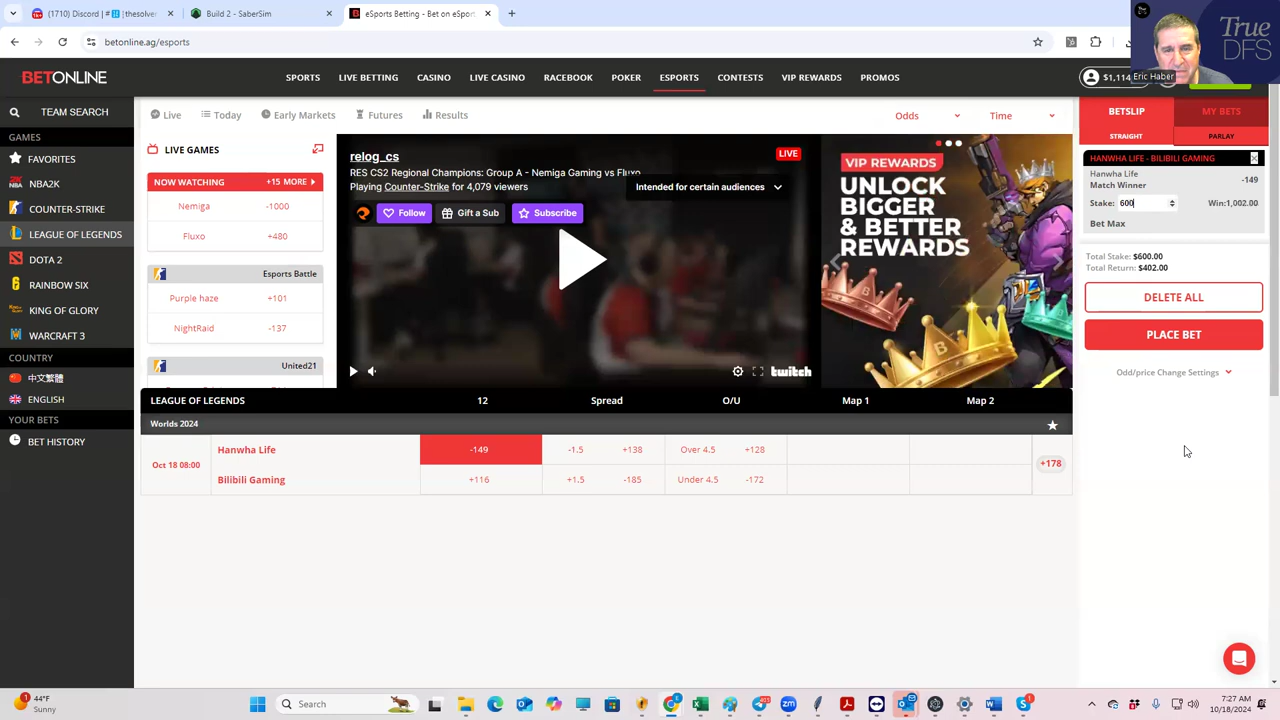 (1710) Discord | # | thesolver
Build 2 - SaberSim
eSports Betting - Bet on eSport
betonline.ag/esports
True
DFS
Eric Haber
BETONLINE
SPORTS
LIVE BETTING
CASINO
LIVE CASINO
RACEBOOK
POKER
ESPORTS
CONTESTS
VIP REWARDS
PROMOS
$1,114
TEAM SEARCH
GAMES
FAVORITES
NBA2K
COUNTER-STRIKE
LEAGUE OF LEGENDS
DOTA 2
RAINBOW SIX
KING OF GLORY
WARCRAFT 3
COUNTRY
中文繁體
ENGLISH
YOUR BETS
BET HISTORY
Live
Today
Early Markets
Futures
Results
Odds
Time
LIVE GAMES
NOW WATCHING +15 MORE
Nemiga -1000
Fluxo +480
Esports Battle
Purple haze +101
NightRaid -137
United21
relog_cs
LIVE
RES CS2 Regional Champions - Group A - Nemiga Gaming vs Fluxo
Playing Counter-Strike for 4,079 viewers
Intended for certain audiences
Follow
Gift a Sub
Subscribe
twitch
VIP REWARDS
UNLOCK
BIGGER
& BETTER
REWARDS
LEAGUE OF LEGENDS 12 Spread O/U Map 1 Map 2
Worlds 2024
Oct 18 08:00
Hanwha Life -149 -1.5 +138 Over 4.5 +128
+178
Bilibili Gaming +116 +1.5 -185 Under 4.5 -172
BETSLIP
MY BETS
STRAIGHT
PARLAY
HANWHA LIFE - BILIBILI GAMING
Hanwha Life
Match Winner
-149
Stake: 600
Win:1,002.00
Bet Max
Total Stake: $600.00
Total Return: $402.00
DELETE ALL
PLACE BET
Odd/price Change Settings
44°F
Sunny
Search
7:27 AM
10/18/2024